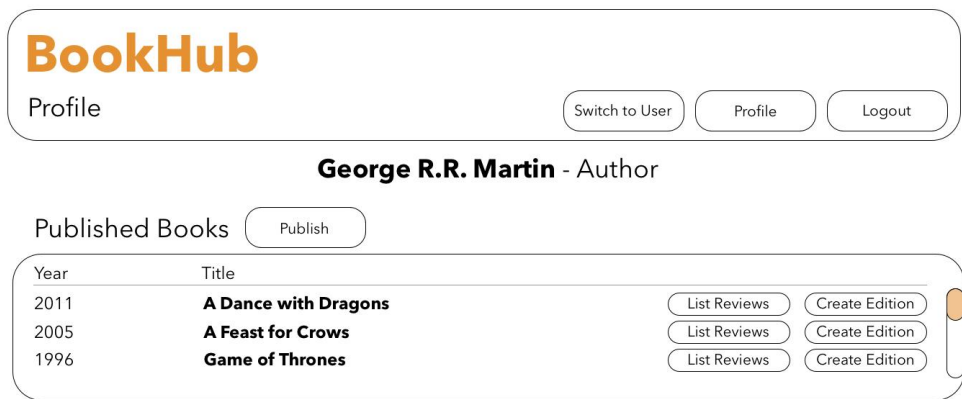 BookHub
Profile
Switch to User Profile Logout
George R.R. Martin - Author
Published Books Publish
Year Title
2011 A Dance with Dragons List Reviews Create Edition
2005 A Feast for Crows List Reviews Create Edition
1996 Game of Thrones List Reviews Create Edition